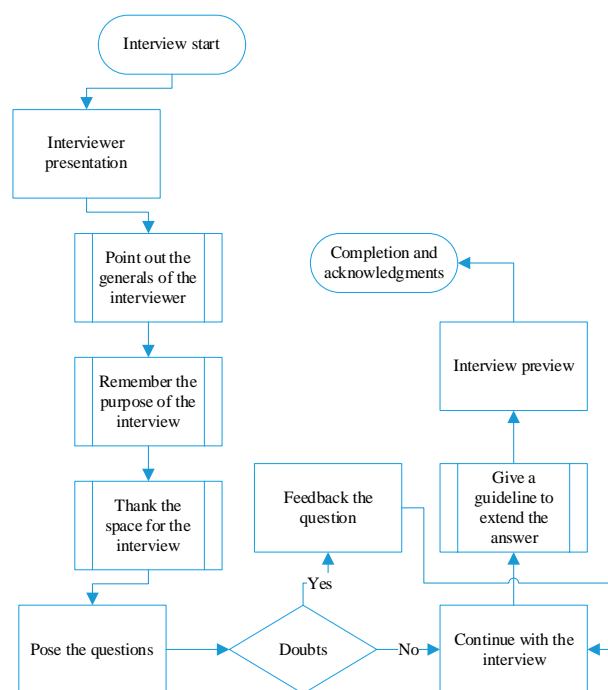 Interview start
Interviewer
presentation
Point out the
generals of the
interviewer
Remember the
purpose of the
interview
Thank the
space for the
interview
Pose the questions
Doubts
Yes
No
Feedback the
question
Continue with the
interview
Give a
guideline to
extend the
answer
Interview preview
Completion and
acknowledgments